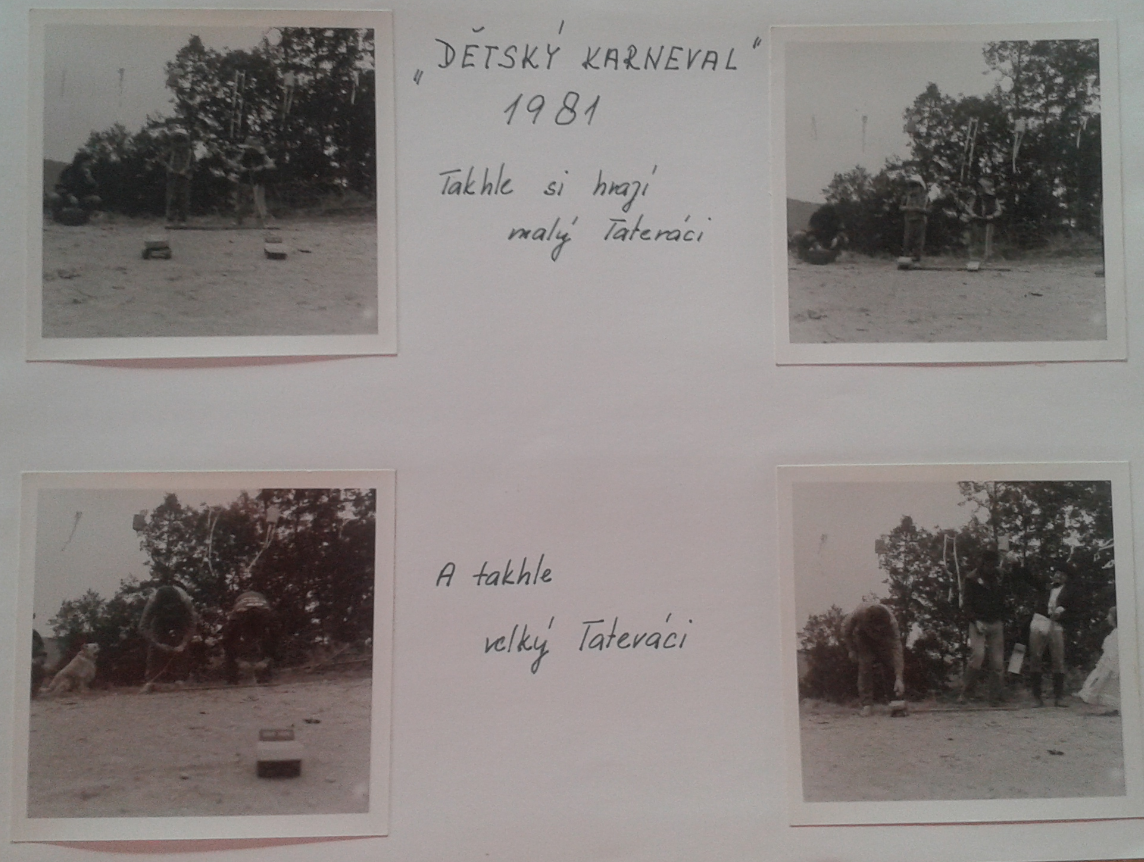 „DĚTSKÝ KARNEVAL"
1981
Takhle si hrají
malý Tateráci
A takhle
velký Tateráci